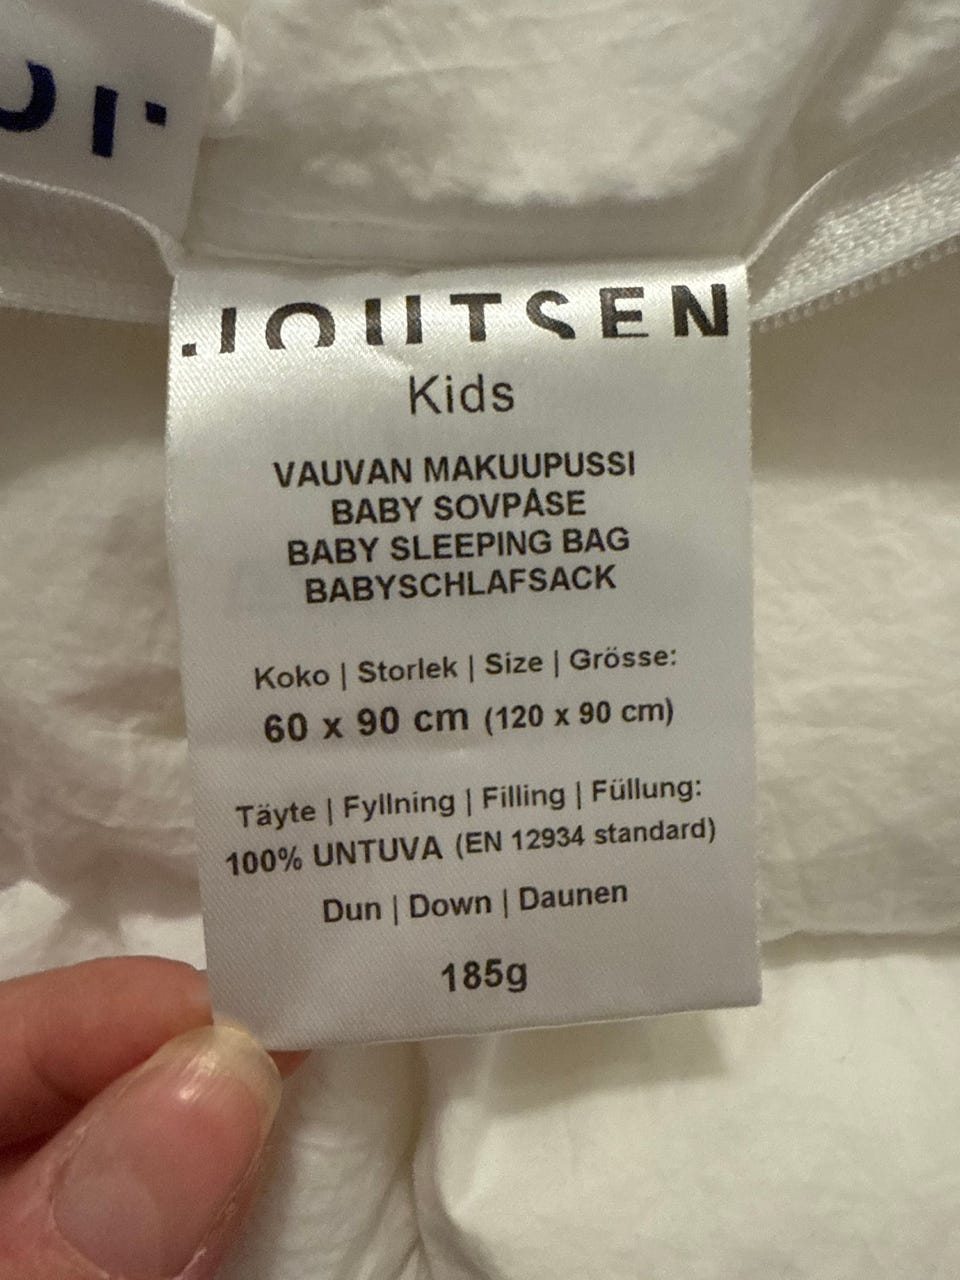 JOUTSEN
Kids
VAUVAN MAKUUPUSSI
BABY SOVPÅSE
BABY SLEEPING BAG
BABYSCHLAFSACK
Koko | Storlek | Size | Grösse:
60 x 90 cm (120 x 90 cm)
Täyte | Fyllning | Filling | Füllung:
100% UNTUVA (EN 12934 standard)
Dun | Down | Daunen
185g